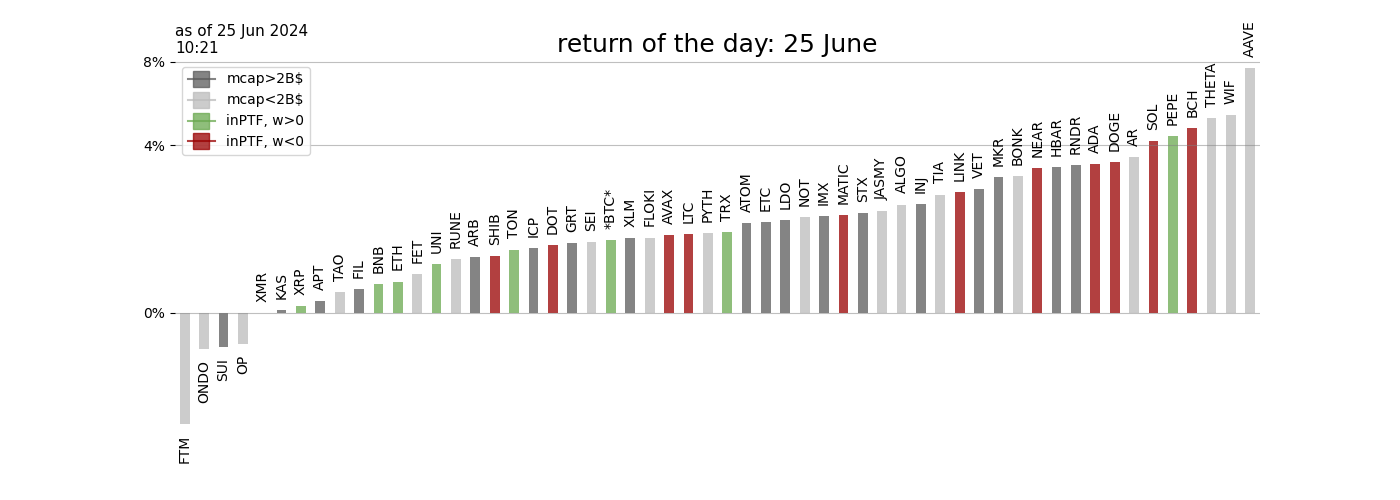 as of 25 Jun 2024
10:21
return of the day: 25 June
8%
4%
0%
mcap>2B$
mcap<2B$
inPTF, w>0
inPTF, w<0
FTM
ONDO
SUI
OP
XMR
KAS
XRP
APT
TAO
FIL
BNB
ETH
FET
UNI
RUNE
ARB
SHIB
TON
ICP
DOT
GRT
SEI
*BTC*
XLM
FLOKI
AVAX
LTC
PYTH
TRX
ATOM
ETC
LDO
NOT
IMX
MATIC
STX
JASMY
ALGO
INJ
TIA
LINK
VET
MKR
BONK
NEAR
HBAR
RNDR
ADA
DOGE
AR
SOL
PEPE
BCH
THETA
WIF
AAVE